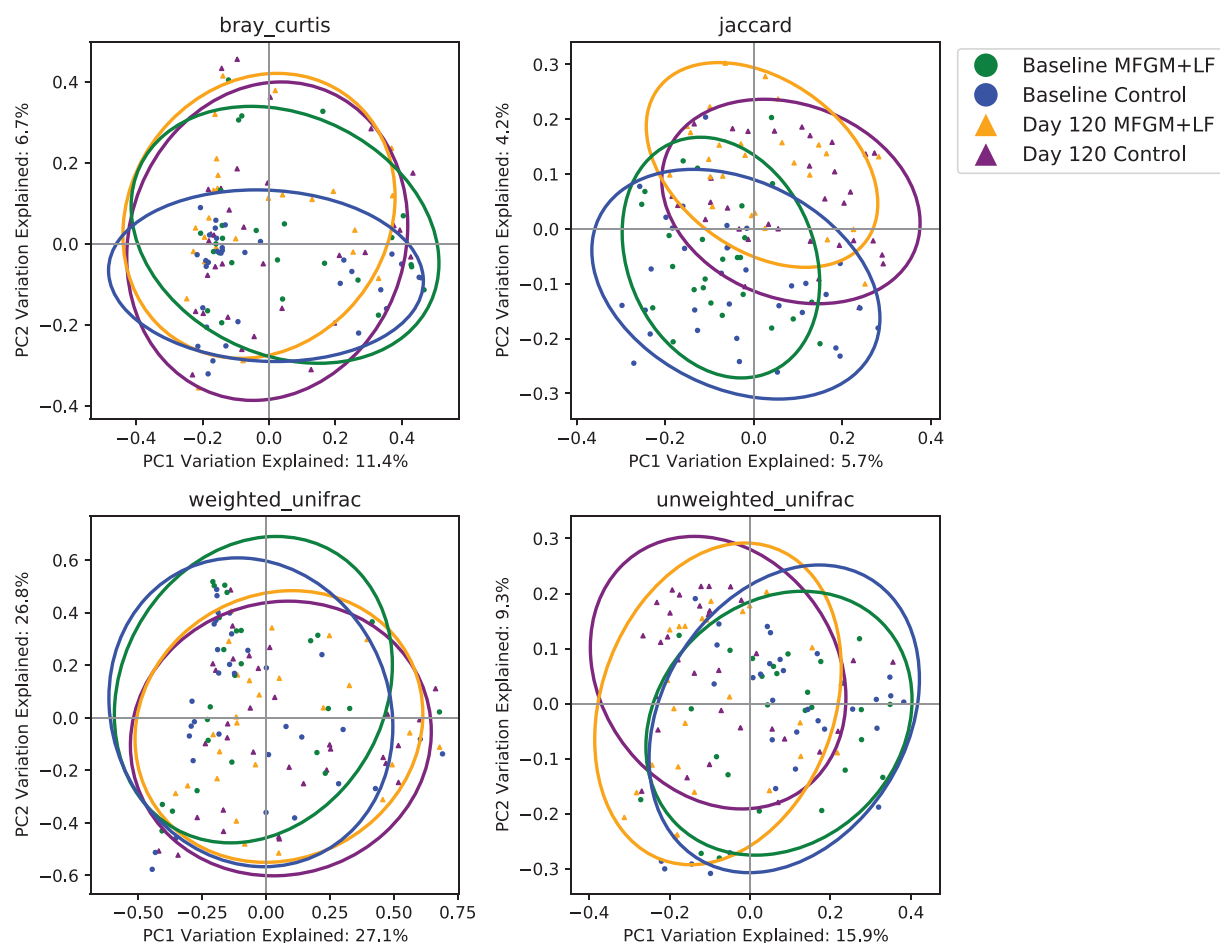 bray_curtis
PC2 Variation Explained: 6.7%
0.4
0.2
0.0
−0.2
−0.4
−0.4
−0.2
0.0
0.2
0.4
PC1 Variation Explained: 11.4%
jaccard
PC2 Variation Explained: 4.2%
0.3
0.2
0.1
0.0
−0.1
−0.2
−0.3
−0.4
−0.2
0.0
0.2
0.4
PC1 Variation Explained: 5.7%
Baseline MFGM+LF
Baseline Control
Day 120 MFGM+LF
Day 120 Control
weighted_unifrac
PC2 Variation Explained: 26.8%
0.6
0.4
0.2
0.0
−0.2
−0.4
−0.6
−0.50
−0.25
0.00
0.25
0.50
0.75
PC1 Variation Explained: 27.1%
unweighted_unifrac
PC2 Variation Explained: 9.3%
0.3
0.2
0.1
0.0
−0.1
−0.2
−0.3
−0.4
−0.2
0.0
0.2
0.4
PC1 Variation Explained: 15.9%